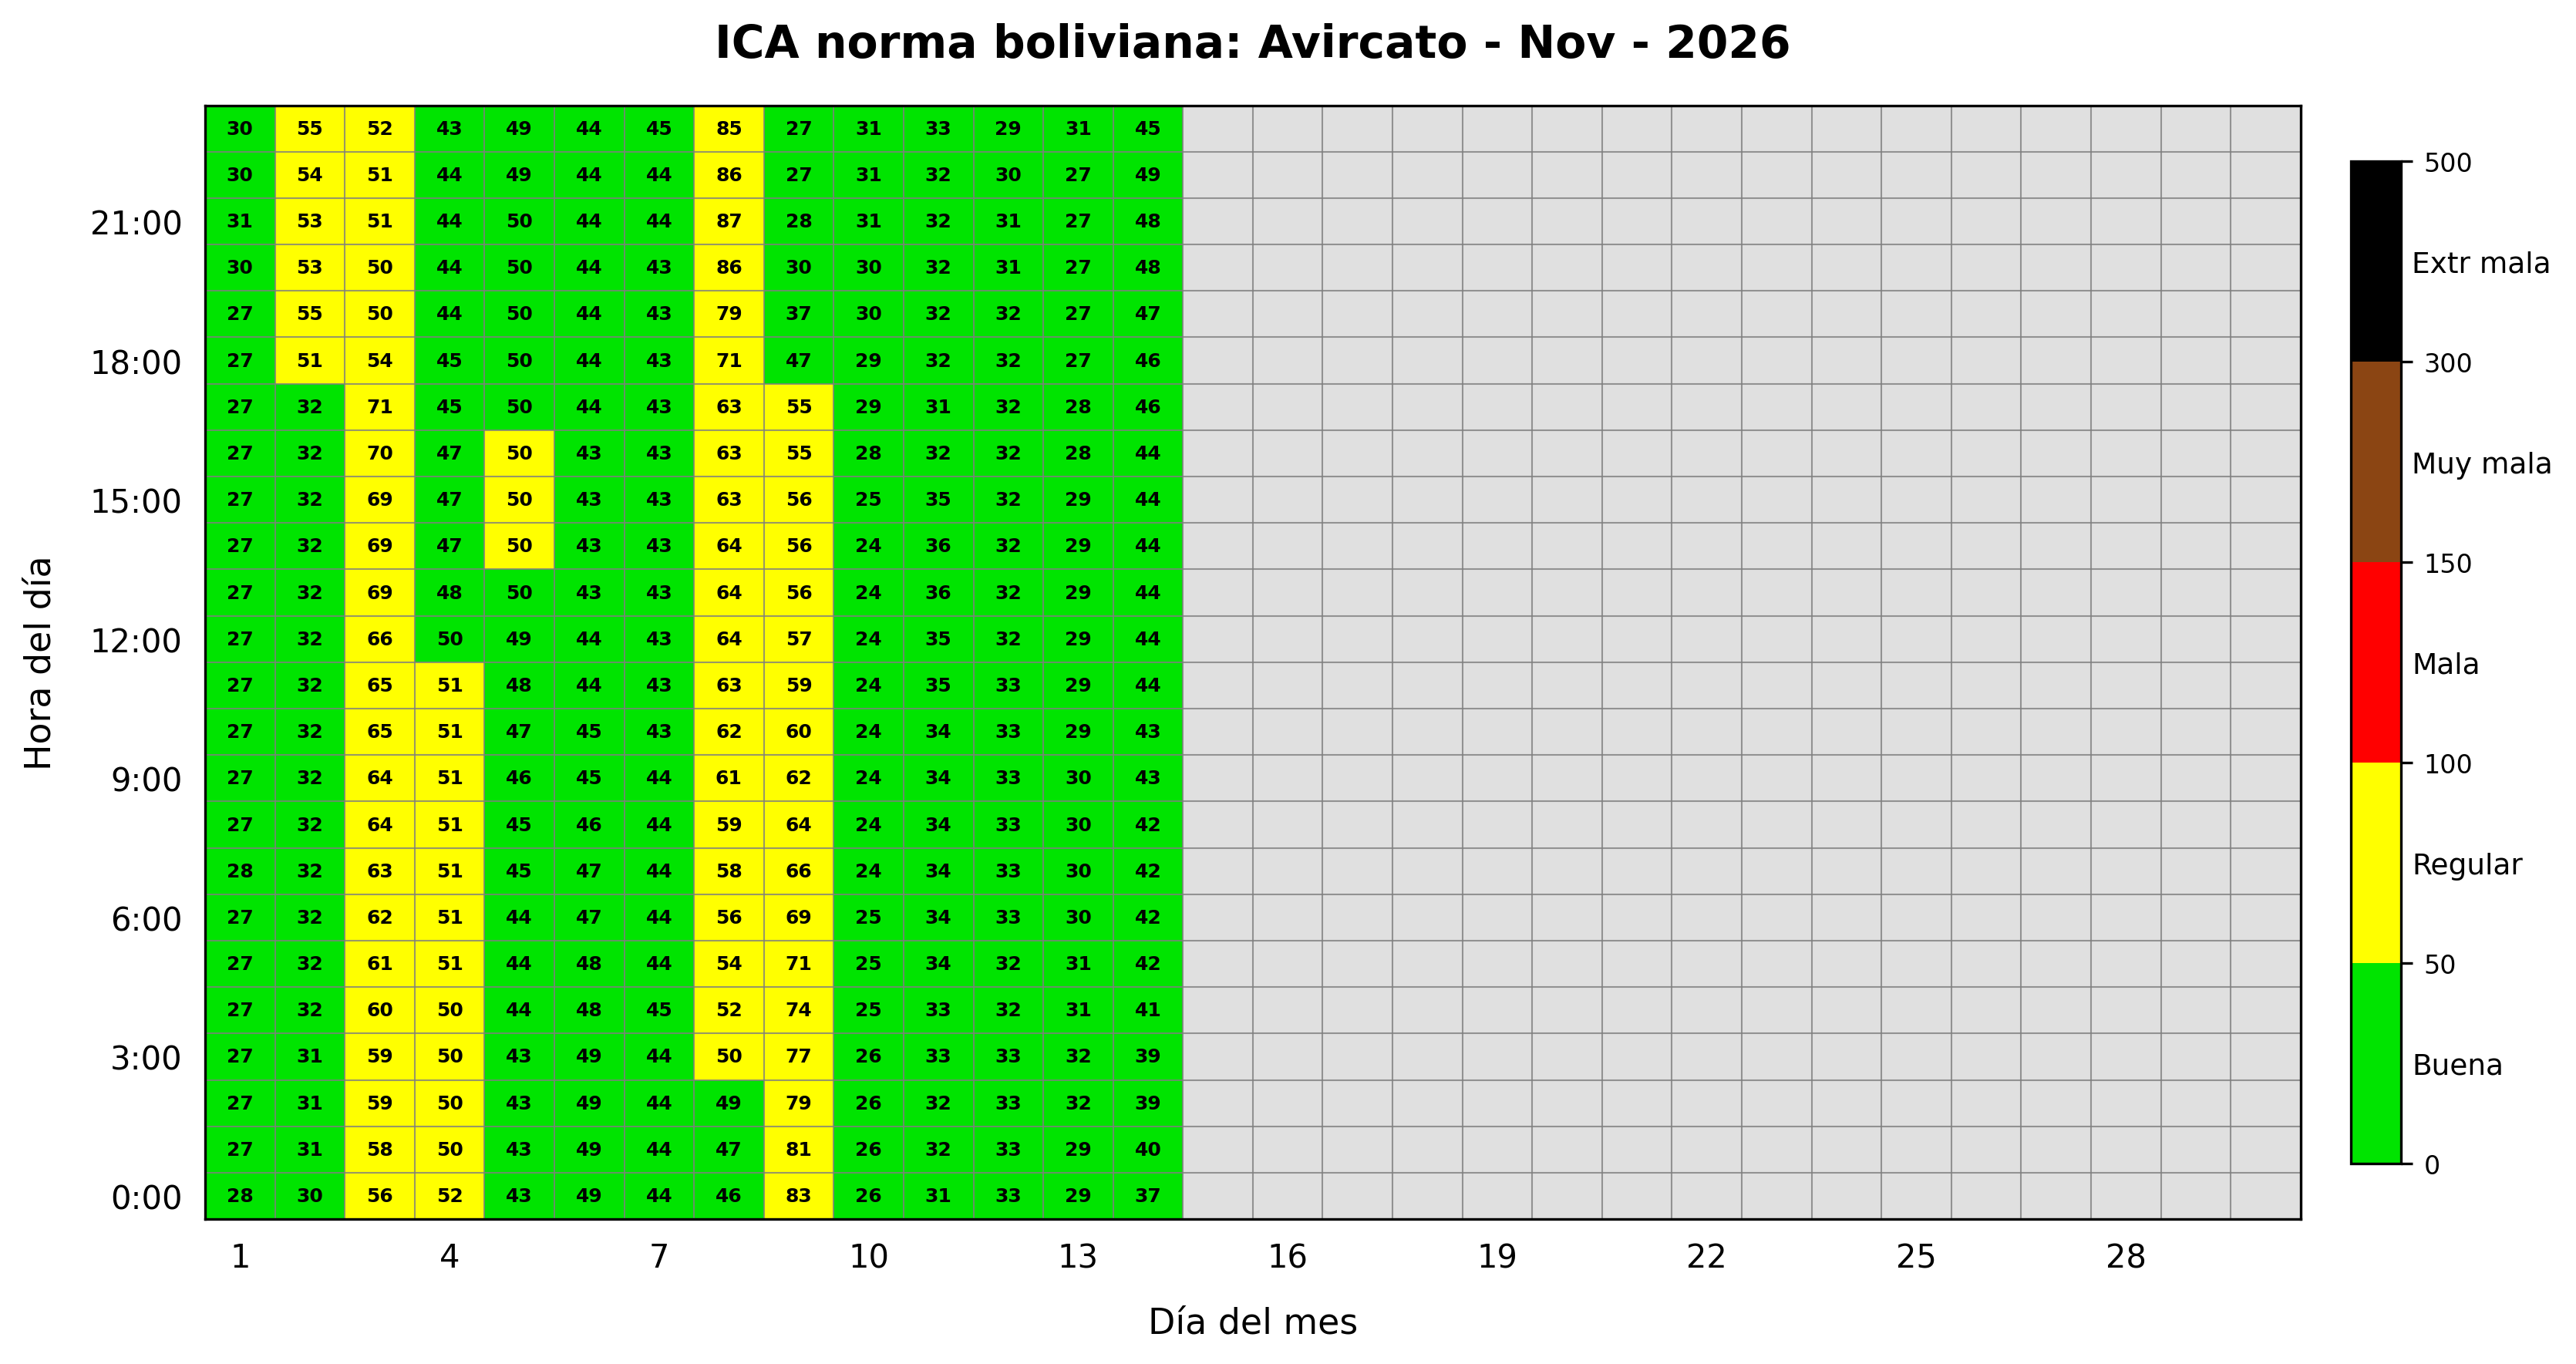 ICA norma boliviana: Avircato - Nov - 2026
30 55 52 43 49 44 45 85 27 31 33 29 31 45
30 54 51 44 49 44 44 86 27 31 32 30 27 49
21:00 31 53 51 44 50 44 44 87 28 31 32 31 27 48
30 53 50 44 50 44 43 86 30 30 32 31 27 48
27 55 50 44 50 44 43 79 37 30 32 32 27 47
18:00 27 51 54 45 50 44 43 71 47 29 32 32 27 46
27 32 71 45 50 44 43 63 55 29 31 32 28 46
27 32 70 47 50 43 43 63 55 28 32 32 28 44
15:00 27 32 69 47 50 43 43 63 56 25 35 32 29 44
27 32 69 47 50 43 43 64 56 24 36 32 29 44
27 32 69 48 50 43 43 64 56 24 36 32 29 44
12:00 27 32 66 50 49 44 43 64 57 24 35 32 29 44
27 32 65 51 48 44 43 63 59 24 35 33 29 44
27 32 65 51 47 45 43 62 60 24 34 33 29 43
9:00 27 32 64 51 46 45 44 61 62 24 34 33 30 43
27 32 64 51 45 46 44 59 64 24 34 33 30 42
28 32 63 51 45 47 44 58 66 24 34 33 30 42
6:00 27 32 62 51 44 47 44 56 69 25 34 33 30 42
27 32 61 51 44 48 44 54 71 25 34 32 31 42
27 32 60 50 44 48 45 52 74 25 33 32 31 41
3:00 27 31 59 50 43 49 44 50 77 26 33 33 32 39
27 31 59 50 43 49 44 49 79 26 32 33 32 39
27 31 58 50 43 49 44 47 81 26 32 33 29 40
0:00 28 30 56 52 43 49 44 46 83 26 31 33 29 37
1 4 7 10 13 16 19 22 25 28
Día del mes
Hora del día
500
Extr mala
300
Muy mala
150
Mala
100
Regular
50
Buena
0